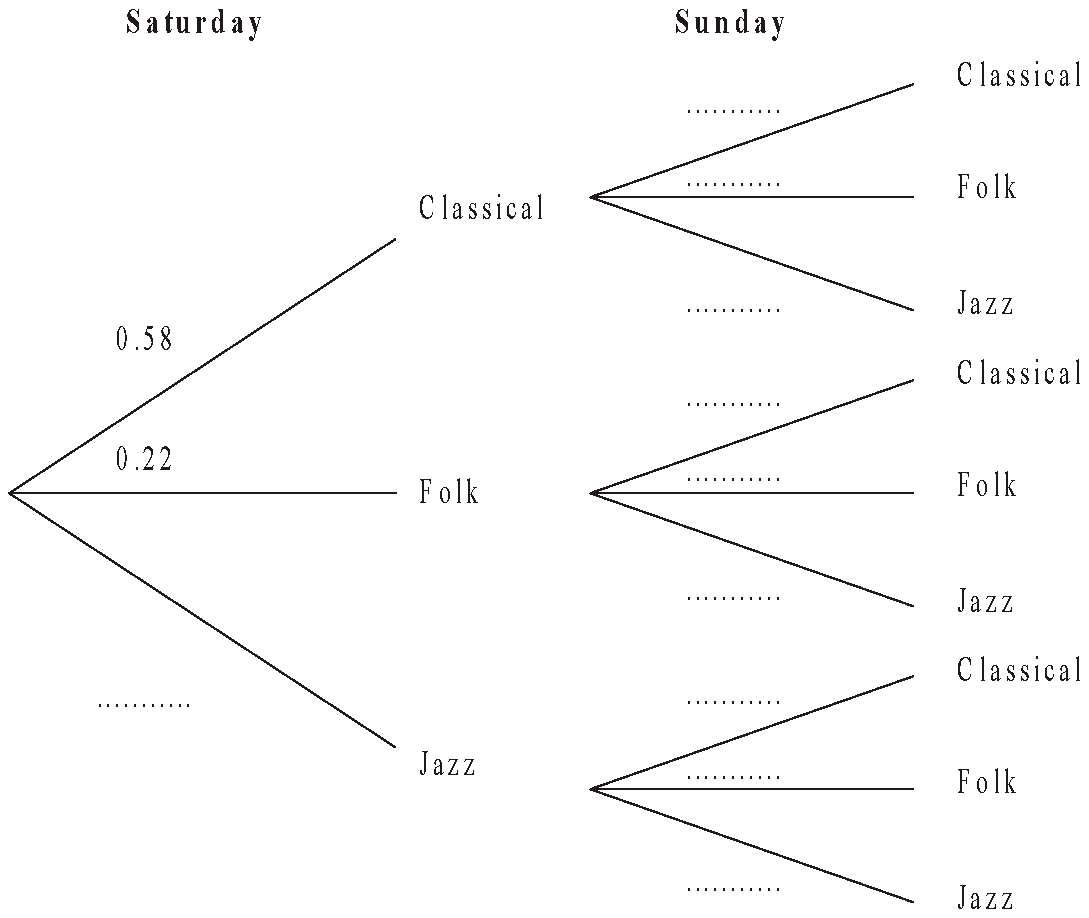 Saturday Sunday
Classical
...........
...........
Folk
Classical
Jazz
...........
0.58
Classical
...........
0.22
...........
Folk
Folk
...........
Jazz
Classical
...........
...........
Jazz
...........
Folk
...........
Jazz